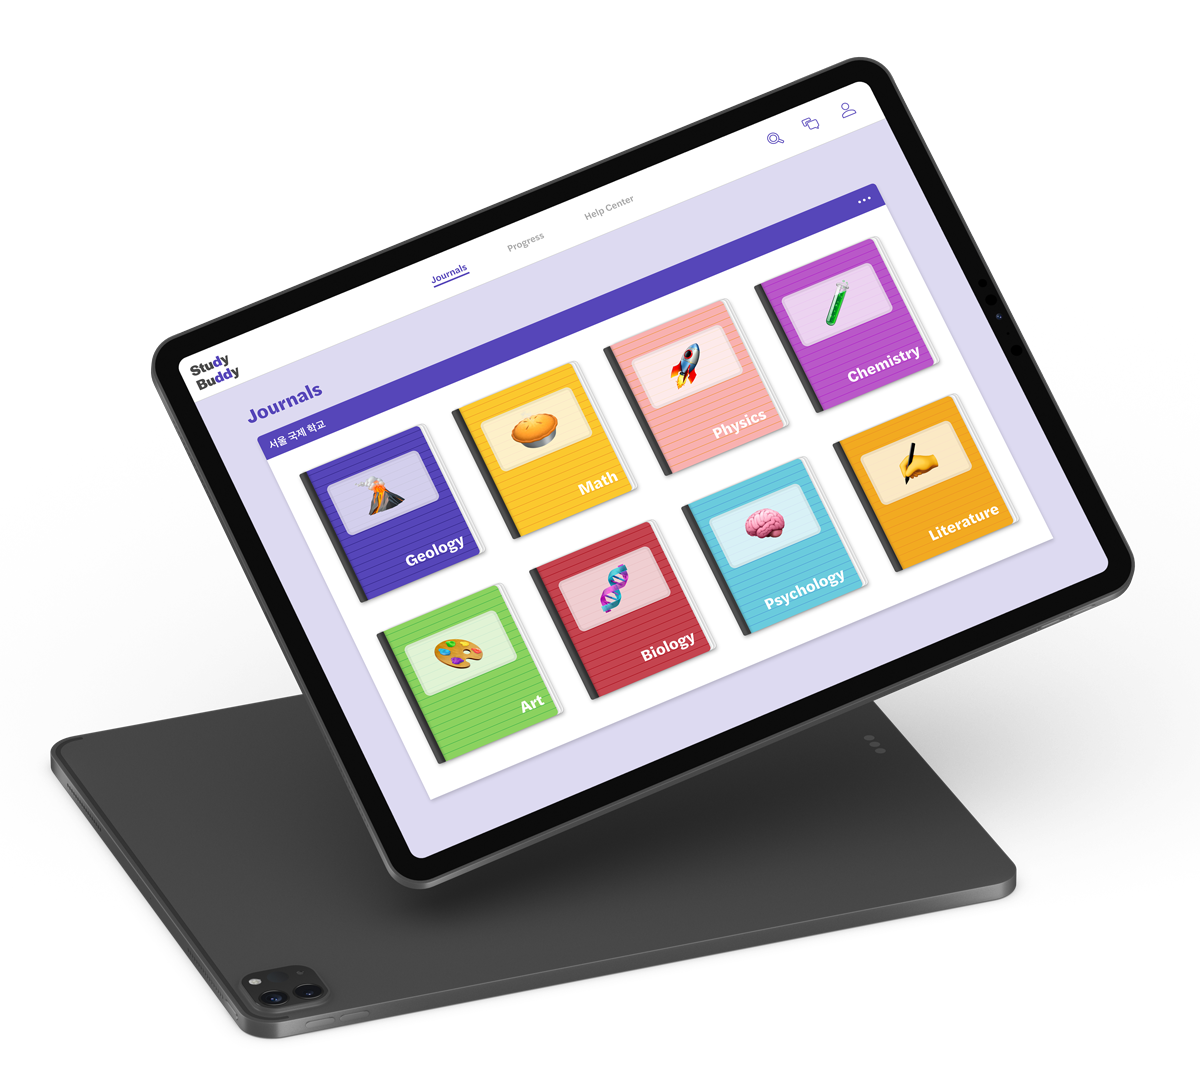 Study
Buddy
Journals
Progress
Help Center
Journals
서울 국제 학교
Geology
Math
Physics
Chemistry
Art
Biology
Psychology
Literature